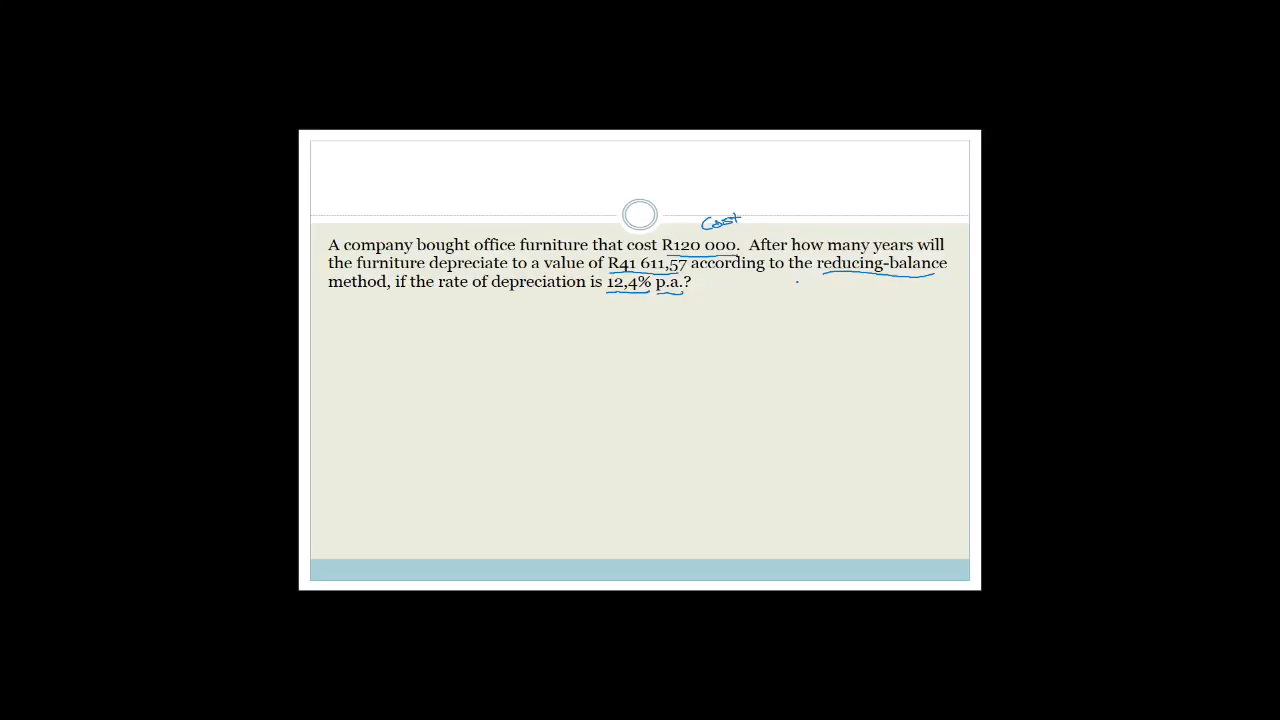 Cost
A company bought office furniture that cost R120 000. After how many years will
the furniture depreciate to a value of R41 611,57 according to the reducing-balance
method, if the rate of depreciation is 12,4% p.a.?